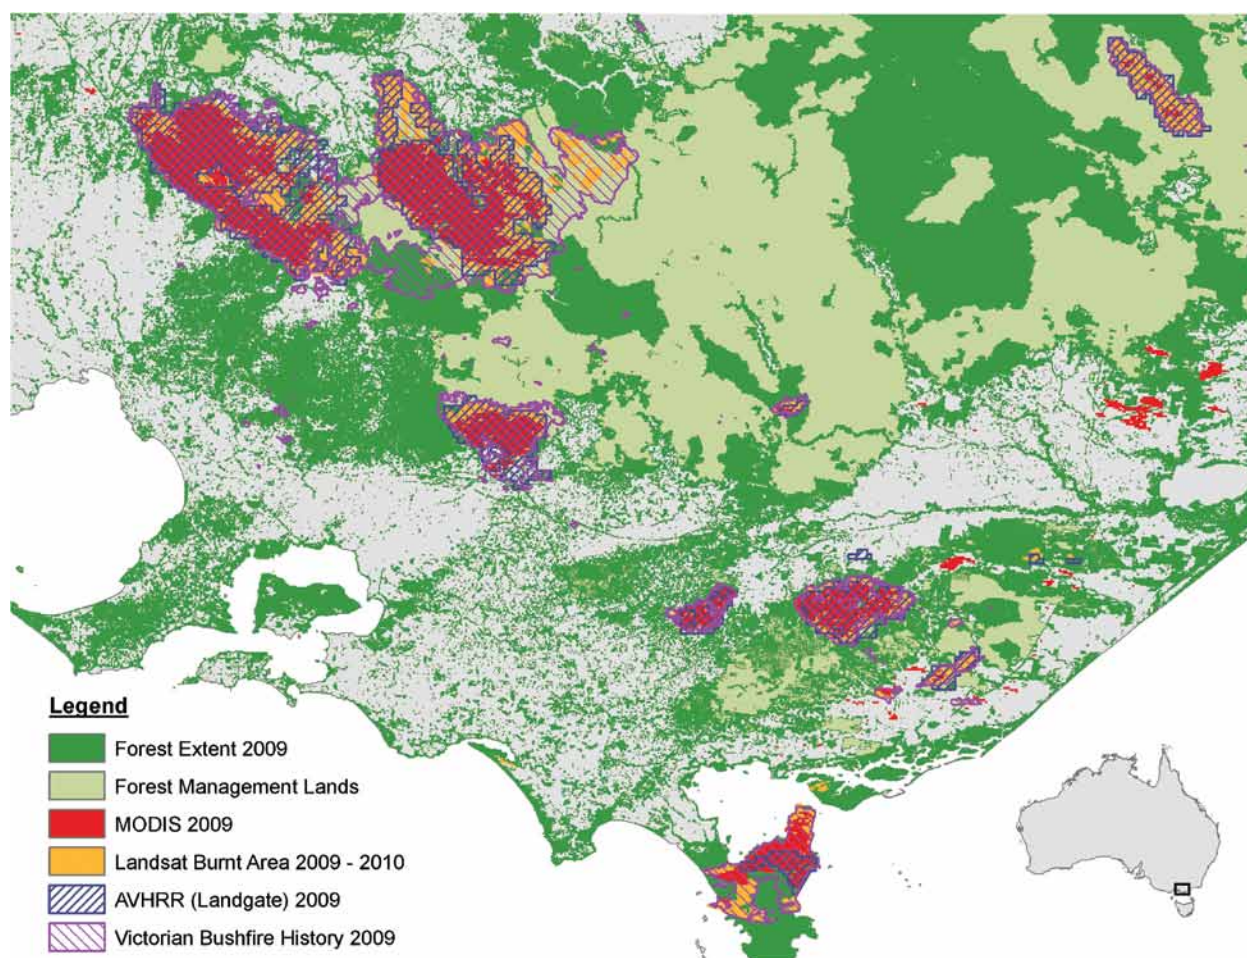 Legend
Forest Extent 2009
Forest Management Lands
MODIS 2009
Landsat Burnt Area 2009 - 2010
AVHRR (Landgate) 2009
Victorian Bushfire History 2009